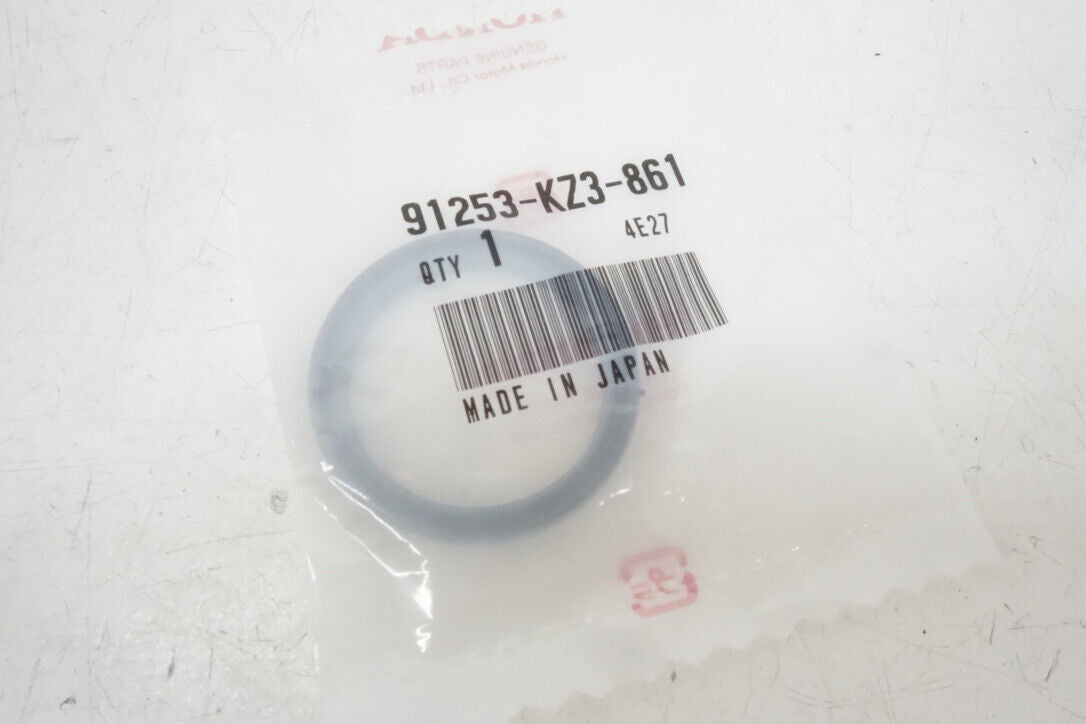 HONDA
GENUINE PARTS
Honda Motor Co., Ltd.
91253-KZ3-861
QTY 1 4E27
MADE IN JAPAN